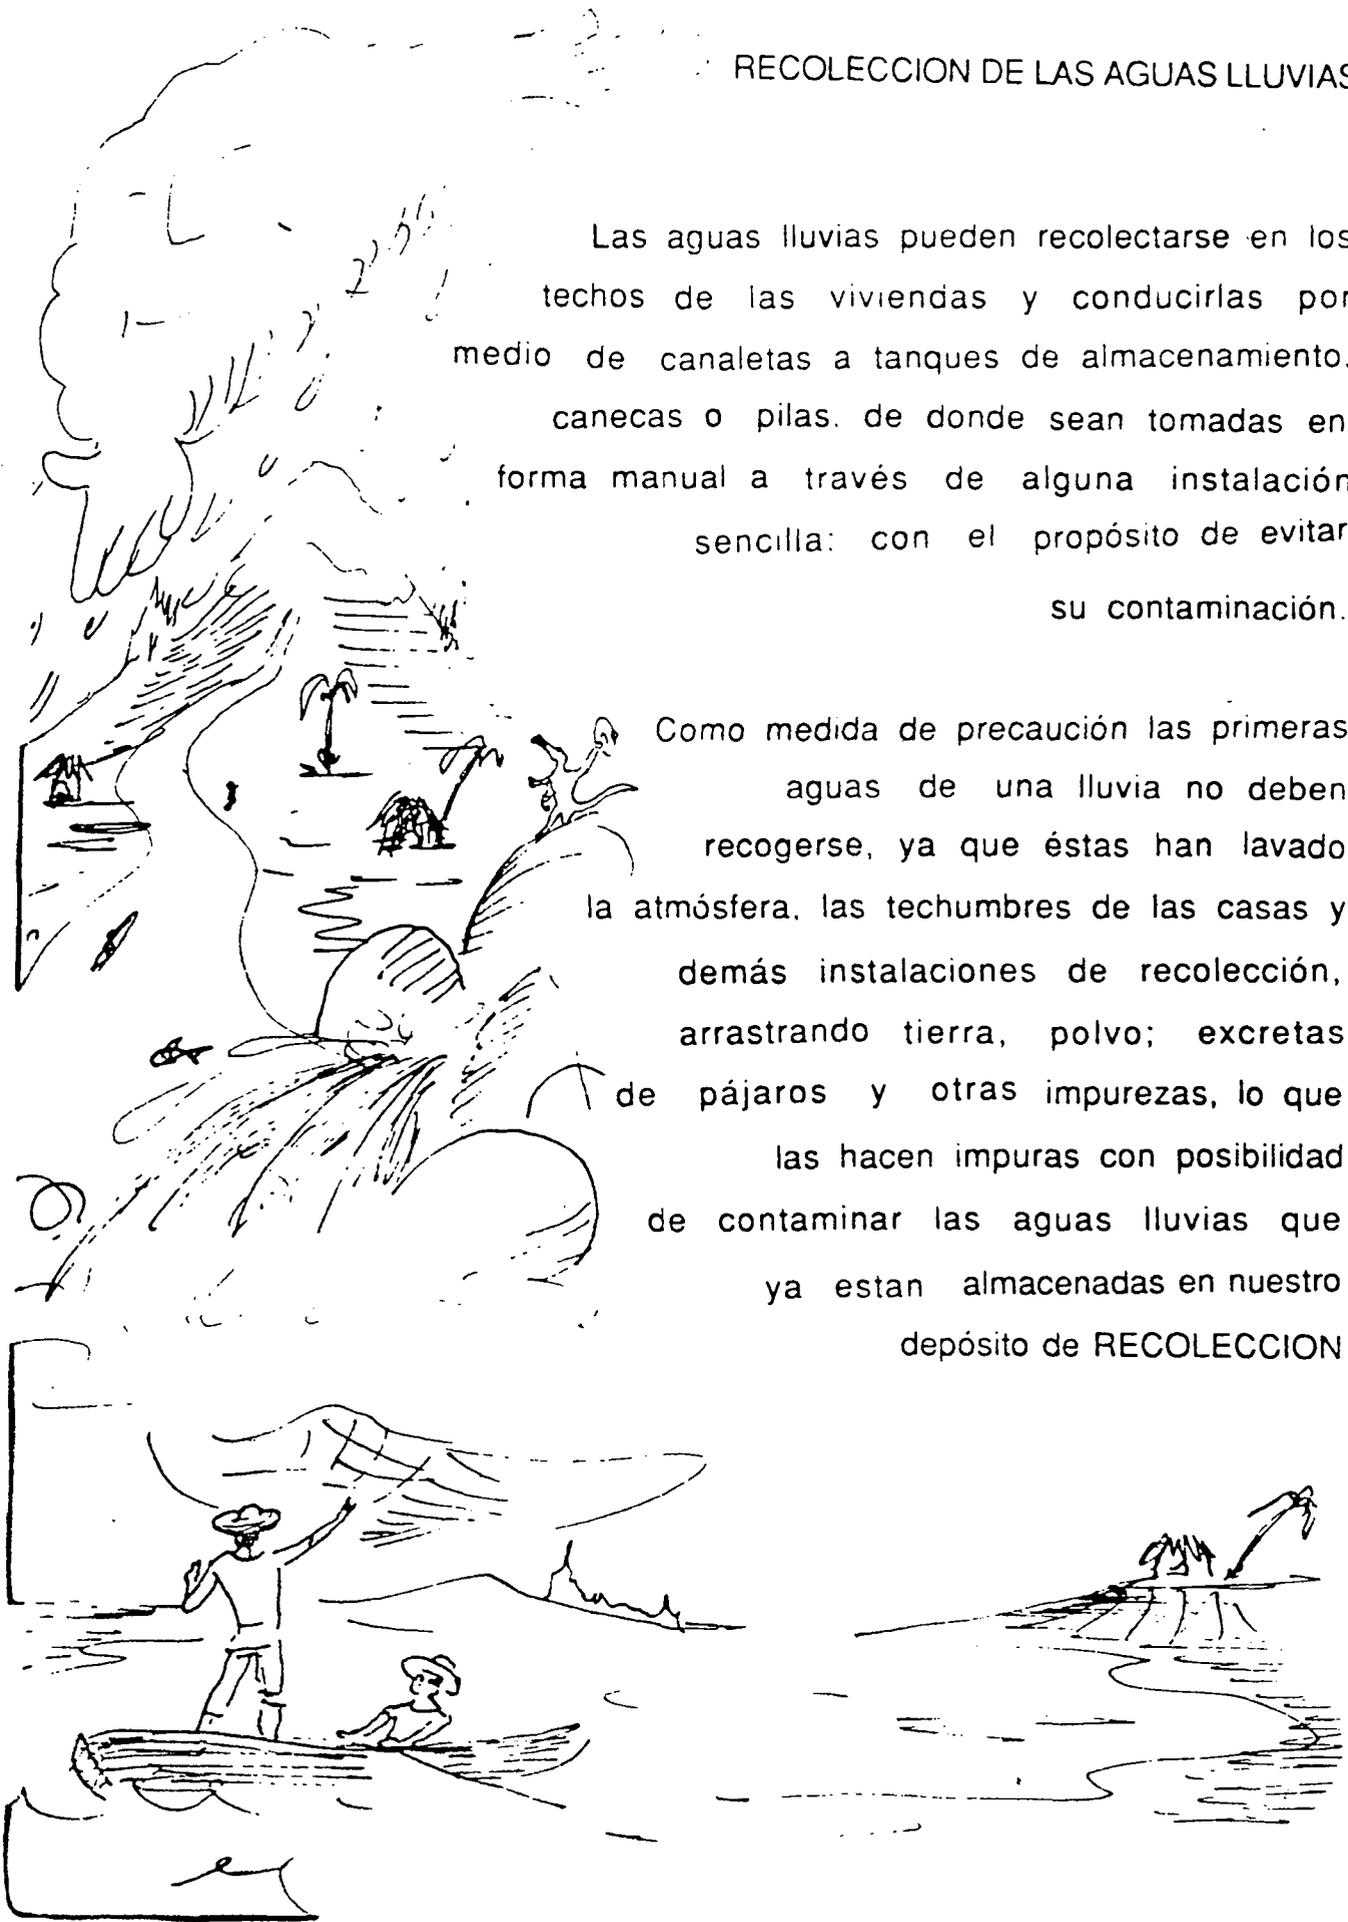 RECOLECCION DE LAS AGUAS LLUVIAS
Las aguas lluvias pueden recolectarse en los
techos de las viviendas y conducirlas por
medio de canaletas a tanques de almacenamiento,
canecas o pilas. de donde sean tomadas en
forma manual a través de alguna instalación
sencilla: con el propósito de evitar
su contaminación.
Como medida de precaución las primeras
aguas de una lluvia no deben
recogerse, ya que éstas han lavado
la atmósfera. las techumbres de las casas y
demás instalaciones de recolección,
arrastrando tierra, polvo; excretas
de pájaros y otras impurezas, lo que
las hacen impuras con posibilidad
de contaminar las aguas lluvias que
ya estan almacenadas en nuestro
depósito de RECOLECCION